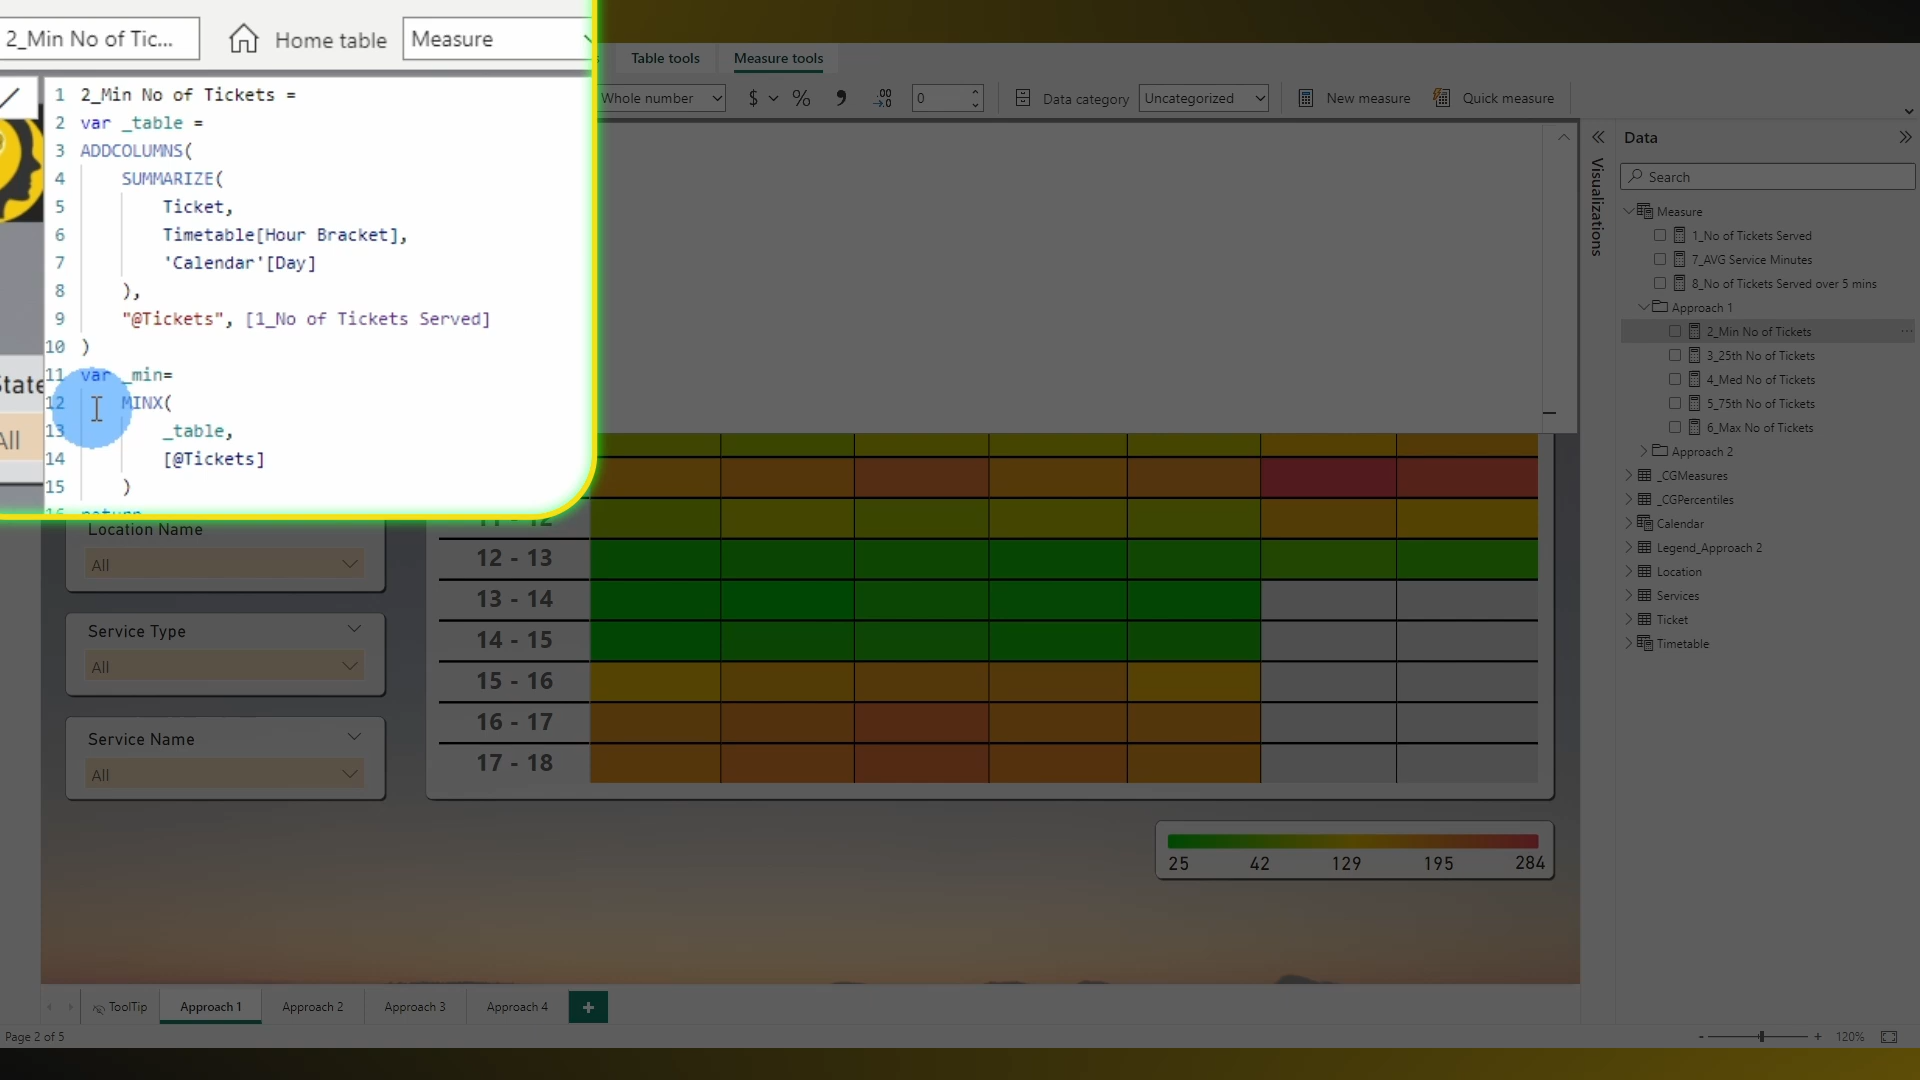 2_Min No of Tic...
Home table
Measure
Table tools
Measure tools
Whole number
$
%
,
.00
0
Data category
Uncategorized
New measure
Quick measure
1 2_Min No of Tickets =
2 var _table =
3 ADDCOLUMNS(
4 SUMMARIZE(
5 Ticket,
6 Timetable[Hour Bracket],
7 'Calendar'[Day]
8 ),
9 "@Tickets", [1_No of Tickets Served]
10 )
11 var _min=
12 MINX(
13 _table,
14 [@Tickets]
15 )
16 return
State
All
Location Name
All
Service Type
All
Service Name
All
11 - 12
12 - 13
13 - 14
14 - 15
15 - 16
16 - 17
17 - 18
25 42 129 195 284
Visualizations
Data
Search
Measure
1_No of Tickets Served
7_AVG Service Minutes
8_No of Tickets Served over 5 mins
Approach 1
2_Min No of Tickets
3_25th No of Tickets
4_Med No of Tickets
5_75th No of Tickets
6_Max No of Tickets
Approach 2
_CGMeasures
_CGPercentiles
Calendar
Legend_Approach 2
Location
Services
Ticket
Timetable
ToolTip
Approach 1
Approach 2
Approach 3
Approach 4
+
Page 2 of 5
- + 120%